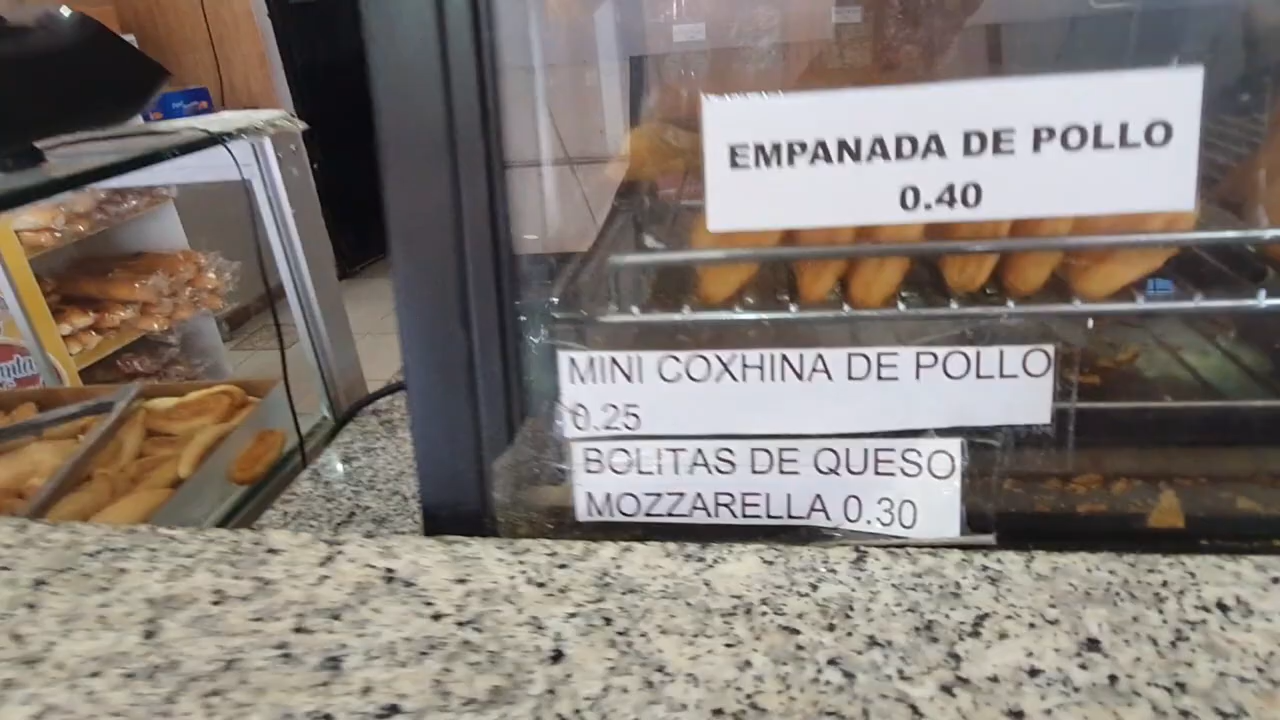 EMPANADA DE POLLO
0.40
MINI COXHINA DE POLLO
0.25
BOLITAS DE QUESO
MOZZARELLA 0.30